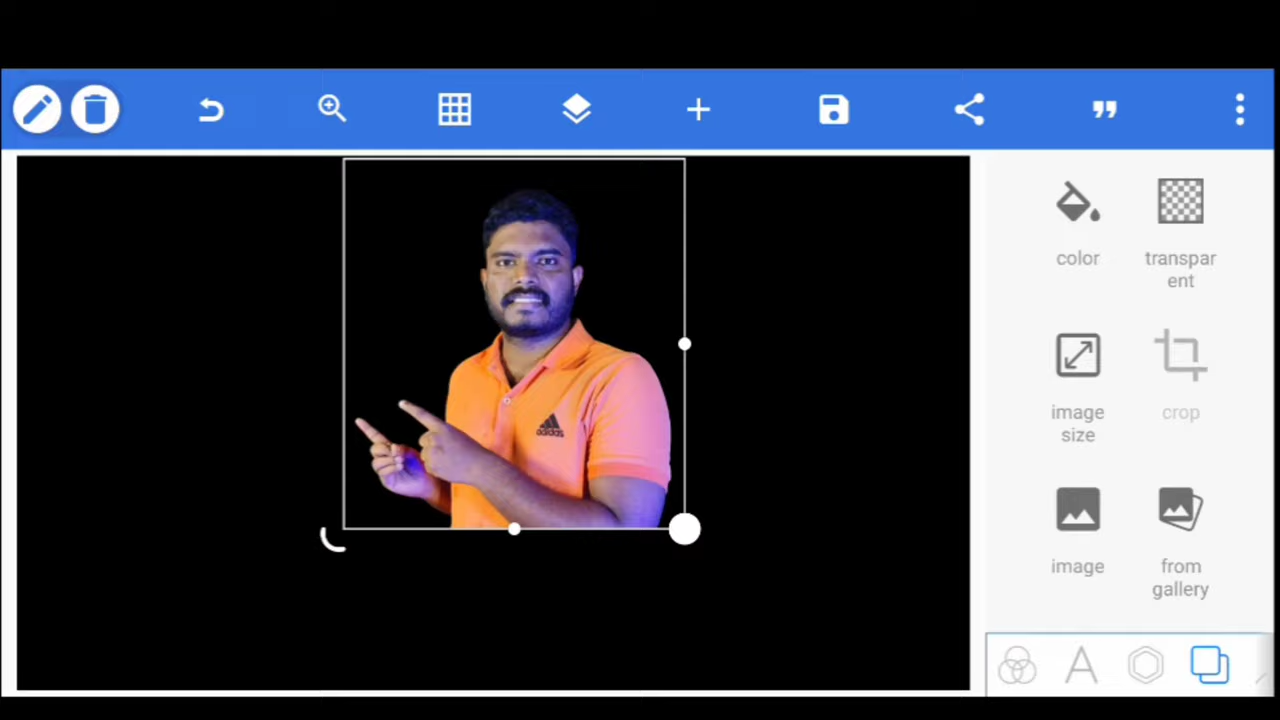 color
transpar
ent
image
size
crop
image
from
gallery
adidas